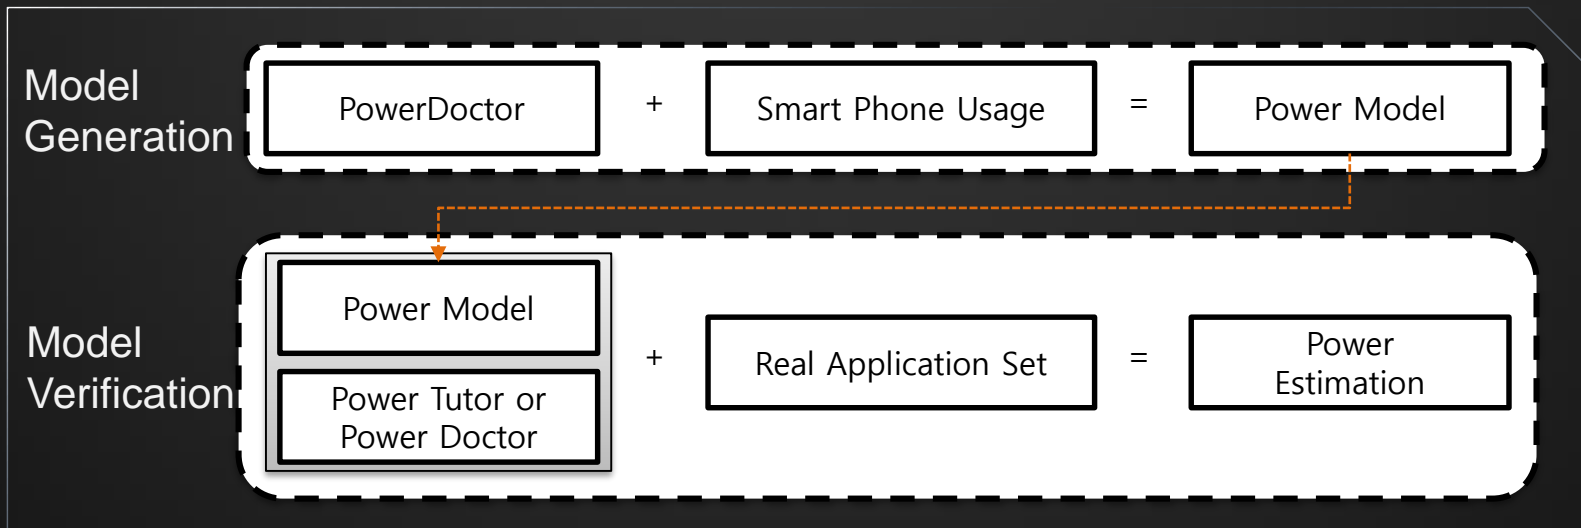 Model
Generation
PowerDoctor
+
Smart Phone Usage
=
Power Model
Model
Verification
Power Model
Power Tutor or
Power Doctor
+
Real Application Set
=
Power
Estimation